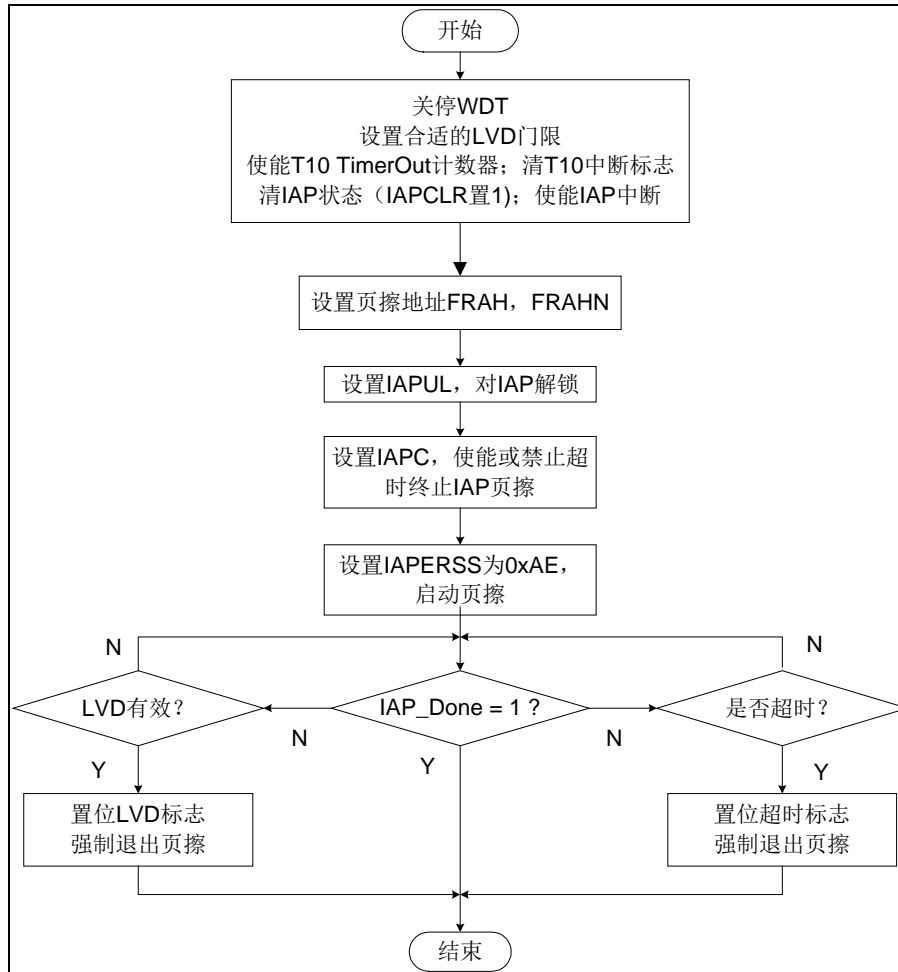 开始
关停WDT
设置合适的LVD门限
使能T10 TimerOut计数器；清T10中断标志
清IAP状态（IAPCLR置1)；使能IAP中断
设置页擦地址FRAH，FRAHN
设置IAPUL，对IAP解锁
设置IAPC，使能或禁止超
时终止IAP页擦
设置IAPERSS为0xAE，
启动页擦
N
N
LVD有效？
IAP_Done = 1 ?
是否超时？
N
N
Y
Y
Y
置位LVD标志
强制退出页擦
置位超时标志
强制退出页擦
结束